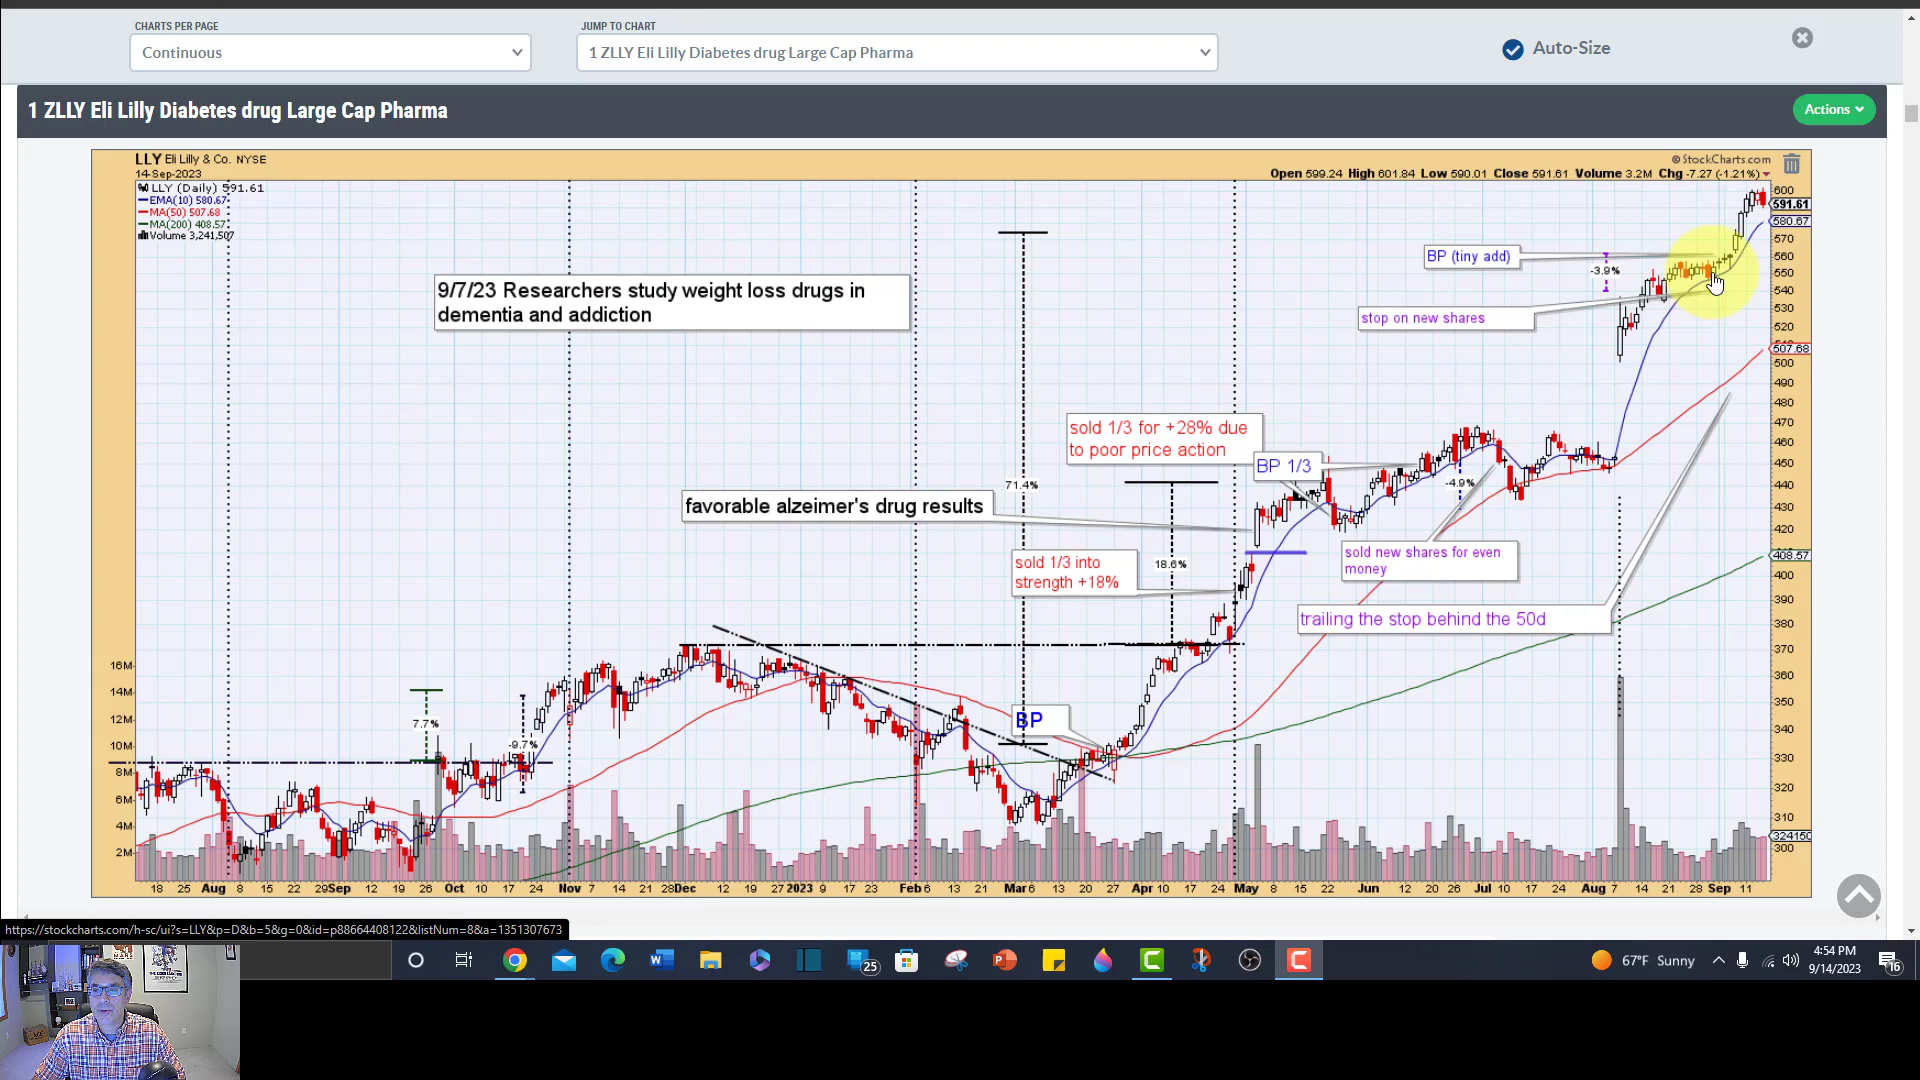 CHARTS PER PAGE
JUMP TO CHART
Continuous
1 ZLLY Eli Lilly Diabetes drug Large Cap Pharma
Auto-Size
1 ZLLY Eli Lilly Diabetes drug Large Cap Pharma
Actions
LLY Eli Lilly & Co. NYSE
© StockCharts.com
14-Sep-2023
Open 599.24 High 601.84 Low 590.01 Close 591.61 Volume 3.2M Chg -7.27 (-1.21%)
LLY (Daily) 591.61
EMA(10) 580.67
MA(50) 507.68
MA(200) 408.57
Volume 3,241,507
600
591.61
580.67
570
560
550
540
530
520
507.68
500
490
480
470
460
450
440
430
420
408.57
400
390
380
370
360
350
340
330
320
310
324150
300
BP (tiny add)
-3.9%
stop on new shares
9/7/23 Researchers study weight loss drugs in
dementia and addiction
sold 1/3 for +28% due
to poor price action
BP 1/3
71.4%
-4.9%
favorable alzeimer's drug results
sold new shares for even
money
sold 1/3 into
strength +18%
18.6%
trailing the stop behind the 50d
BP
7.7%
-9.7%
16M
14M
12M
10M
8M
6M
4M
2M
18 25 Aug 8 15 22 29Sep 12 19 26 Oct 10 17 24 Nov 7 14 21 28Dec 12 19 27 2023 9 17 23 Feb 6 13 21 Mar6 13 20 27 Apr 10 17 24 May 8 15 22 Jun 12 20 26 Jul 10 17 24 Aug 7 14 21 28 Sep 11
https://stockcharts.com/h-sc/ui?s=LLY&p=D&b=5&g=0&id=p88664408122&listNum=8&a=1351307673
25
67°F Sunny
4:54 PM
9/14/2023
16